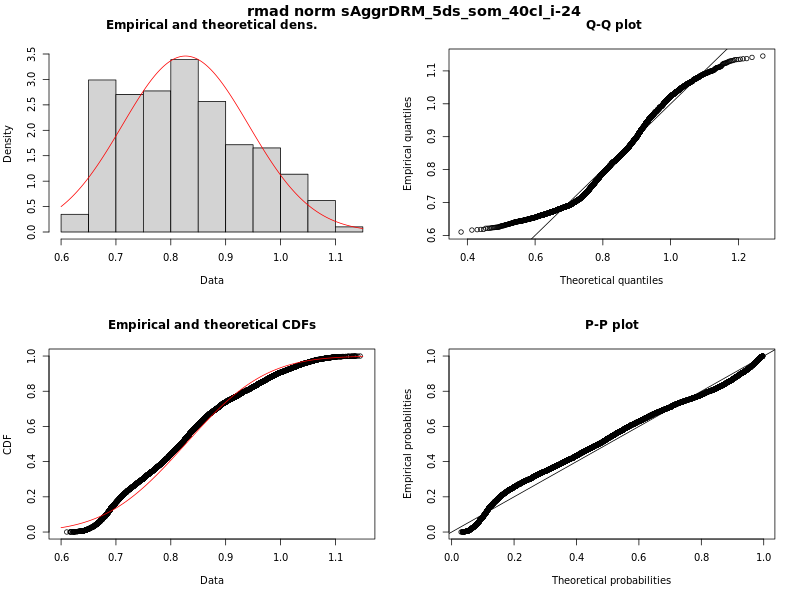 rmad norm sAggrDRM_5ds_som_40cl_i-24
Empirical and theoretical dens.
Density
0.0 0.5 1.0 1.5 2.0 2.5 3.0 3.5
0.6 0.7 0.8 0.9 1.0 1.1
Data
Q-Q plot
Empirical quantiles
0.6 0.7 0.8 0.9 1.0 1.1
0.4 0.6 0.8 1.0 1.2
Theoretical quantiles
Empirical and theoretical CDFs
CDF
0.0 0.2 0.4 0.6 0.8 1.0
0.6 0.7 0.8 0.9 1.0 1.1
Data
P-P plot
Empirical probabilities
0.0 0.2 0.4 0.6 0.8 1.0
0.0 0.2 0.4 0.6 0.8 1.0
Theoretical probabilities